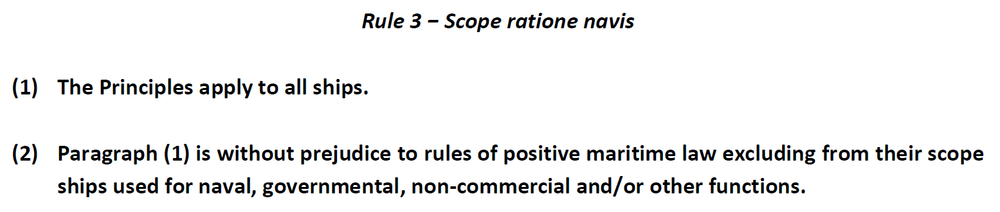 Rule 3 – Scope ratione navis
(1) The Principles apply to all ships.
(2) Paragraph (1) is without prejudice to rules of positive maritime law excluding from their scope
ships used for naval, governmental, non-commercial and/or other functions.